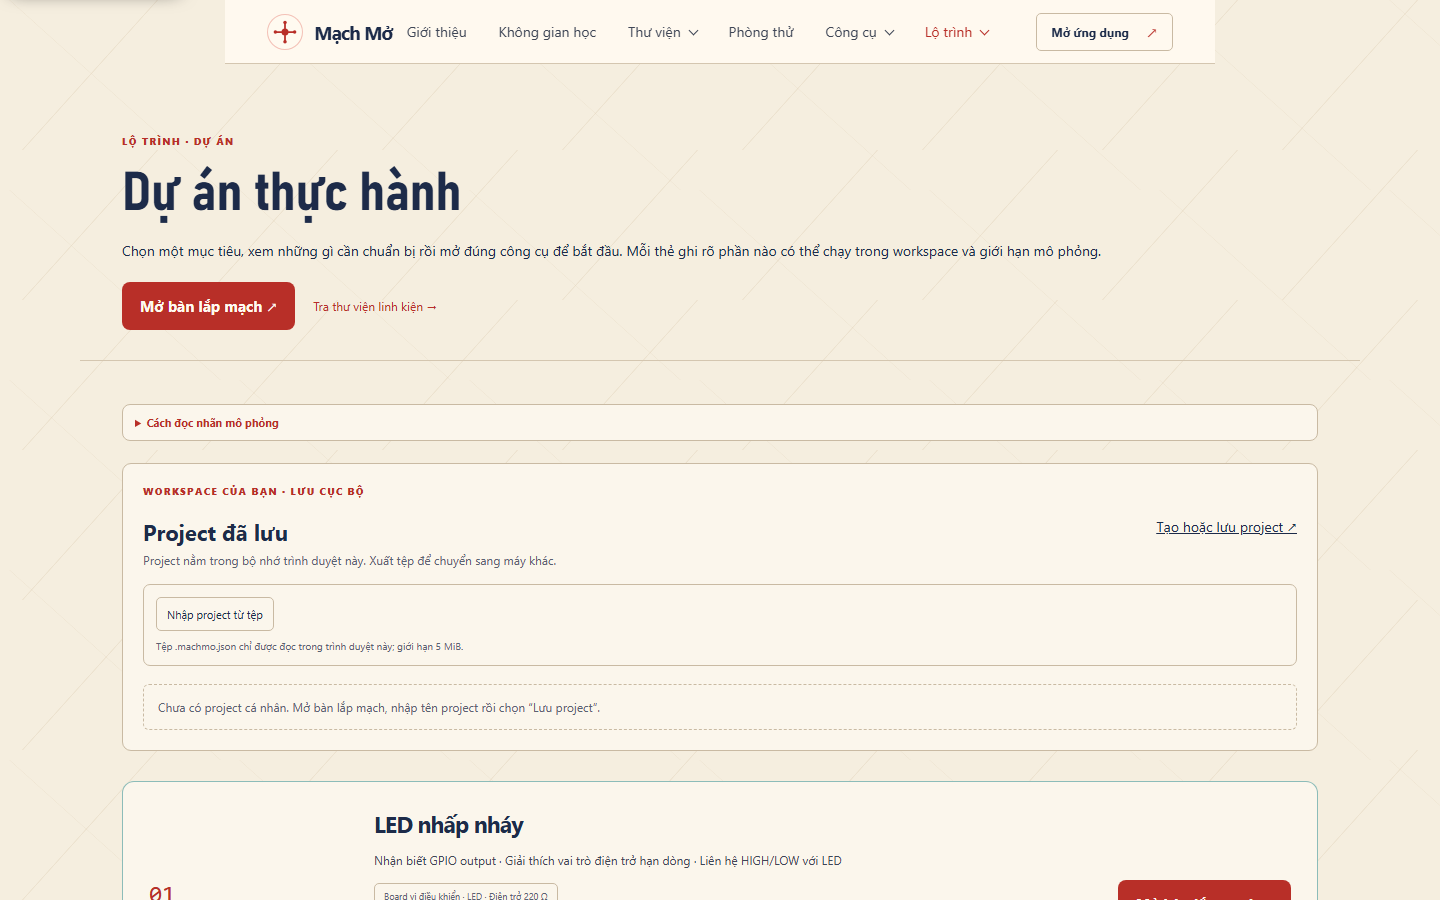 Mạch Mở
Giới thiệu
Không gian học
Thư viện
Phòng thử
Công cụ
Lộ trình
Mở ứng dụng ↗
LỘ TRÌNH · DỰ ÁN
Dự án thực hành
Chọn một mục tiêu, xem những gì cần chuẩn bị rồi mở đúng công cụ để bắt đầu. Mỗi thẻ ghi rõ phần nào có thể chạy trong workspace và giới hạn mô phỏng.
Mở bàn lắp mạch ↗
Tra thư viện linh kiện →
Cách đọc nhãn mô phỏng
WORKSPACE CỦA BẠN · LƯU CỤC BỘ
Project đã lưu
Tạo hoặc lưu project ↗
Project nằm trong bộ nhớ trình duyệt này. Xuất tệp để chuyển sang máy khác.
Nhập project từ tệp
Tệp .machmo.json chỉ được đọc trong trình duyệt này; giới hạn 5 MiB.
Chưa có project cá nhân. Mở bàn lắp mạch, nhập tên project rồi chọn “Lưu project”.
LED nhấp nháy
Nhận biết GPIO output · Giải thích vai trò điện trở hạn dòng · Liên hệ HIGH/LOW với LED
01
Board vi điều khiển · LED · Điện trở 220 Ω